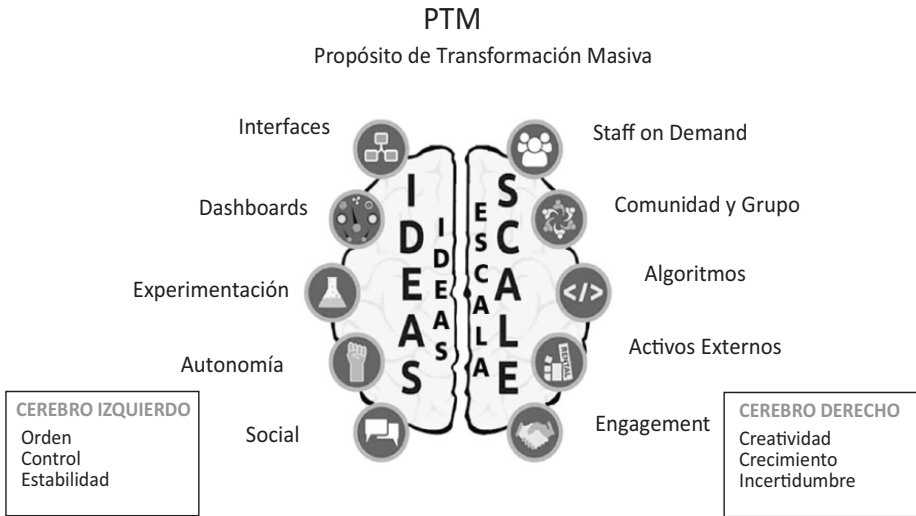 PTM
Propósito de Transformación Masiva
Interfaces
Dashboards
Experimentación
Autonomía
Social
IDEAS
IDEAS
ESCALA
SCALE
Staff on Demand
Comunidad y Grupo
Algoritmos
</>
Activos Externos
RENTAL
Engagement
CEREBRO IZQUIERDO
Orden
Control
Estabilidad
CEREBRO DERECHO
Creatividad
Crecimiento
Incertidumbre